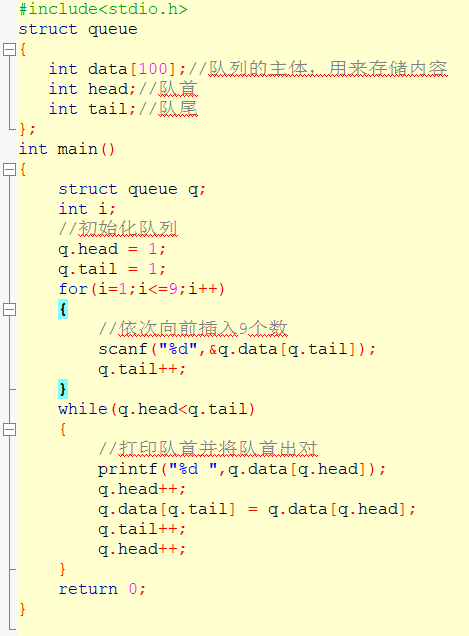 #include<stdio.h>
struct queue
{
int data[100];//队列的主体，用来存储内容
int head;//队首
int tail;//队尾
};
int main()
{
struct queue q;
int i;
//初始化队列
q.head = 1;
q.tail = 1;
for(i=1;i<=9;i++)
{
//依次向前插入9个数
scanf("%d",&q.data[q.tail]);
q.tail++;
}
while(q.head<q.tail)
{
//打印队首并将队首出对
printf("%d ",q.data[q.head]);
q.head++;
q.data[q.tail] = q.data[q.head];
q.tail++;
q.head++;
}
return 0;
}